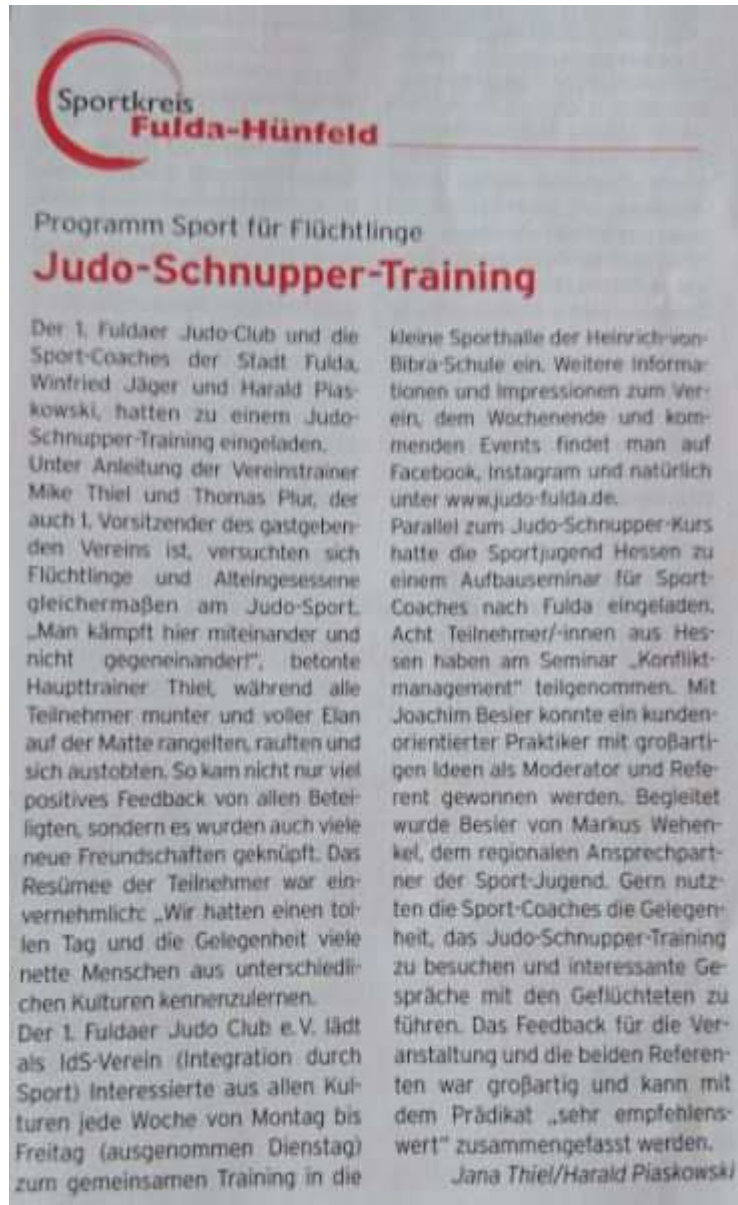 Sportkreis
Fulda-Hünfeld
Programm Sport für Flüchtlinge
Judo-Schnupper-Training
Der 1. Fuldaer Judo-Club und die
Sport-Coaches der Stadt Fulda,
Winfried Jäger und Harald Pias-
kowski, hatten zu einem Judo-
Schnupper-Training eingeladen.
Unter Anleitung der Vereinstrainer
Mike Thiel und Thomas Plur, der
auch 1. Vorsitzender des gastgeben-
den Vereins ist, versuchten sich
Flüchtlinge und Alteingesessene
gleichermaßen am Judo-Sport.
„Man kämpft hier miteinander und
nicht gegeneinander!", betonte
Haupttrainer Thiel, während alle
Teilnehmer munter und voller Elan
auf der Matte rangelten, rauften und
sich austobten. So kam nicht nur viel
positives Feedback von allen Betei-
ligten, sondern es wurden auch viele
neue Freundschaften geknüpft. Das
Resümee der Teilnehmer war ein-
vernehmlich: „Wir hatten einen tol-
len Tag und die Gelegenheit viele
nette Menschen aus unterschiedli-
chen Kulturen kennenzulernen.
Der 1. Fuldaer Judo Club e.V. lädt
als IdS-Verein (Integration durch
Sport) Interessierte aus allen Kul-
turen jede Woche von Montag bis
Freitag (ausgenommen Dienstag)
zum gemeinsamen Training in die
kleine Sporthalle der Heinrich-von-
Bibra-Schule ein. Weitere Informa-
tionen und Impressionen zum Ver-
ein, dem Wochenende und kom-
menden Events findet man auf
Facebook, Instagram und natürlich
unter www.judo-fulda.de.
Parallel zum Judo-Schnupper-Kurs
hatte die Sportjugend Hessen zu
einem Aufbauseminar für Sport-
Coaches nach Fulda eingeladen.
Acht Teilnehmer/-innen aus Hes-
sen haben am Seminar „Konflikt-
management" teilgenommen. Mit
Joachim Besier konnte ein kunden-
orientierter Praktiker mit großarti-
gen Ideen als Moderator und Refe-
rent gewonnen werden. Begleitet
wurde Besier von Markus Wehen-
kel, dem regionalen Ansprechpart-
ner der Sport-Jugend. Gern nutz-
ten die Sport-Coaches die Gelegen-
heit, das Judo-Schnupper-Training
zu besuchen und interessante Ge-
spräche mit den Geflüchteten zu
führen. Das Feedback für die Ver-
anstaltung und die beiden Referen-
ten war großartig und kann mit
dem Prädikat „sehr empfehlens-
wert" zusammengefasst werden.
Jana Thiel/Harald Piaskowski